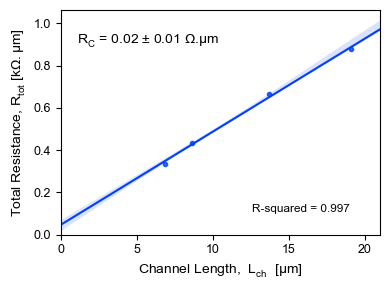 R_C = 0.02 ± 0.01 Ω.μm
1.0
0.8
0.6
0.4
0.2
0.0
Total Resistance, R_tot [kΩ. μm]
R-squared = 0.997
0 5 10 15 20
Channel Length, L_ch [μm]